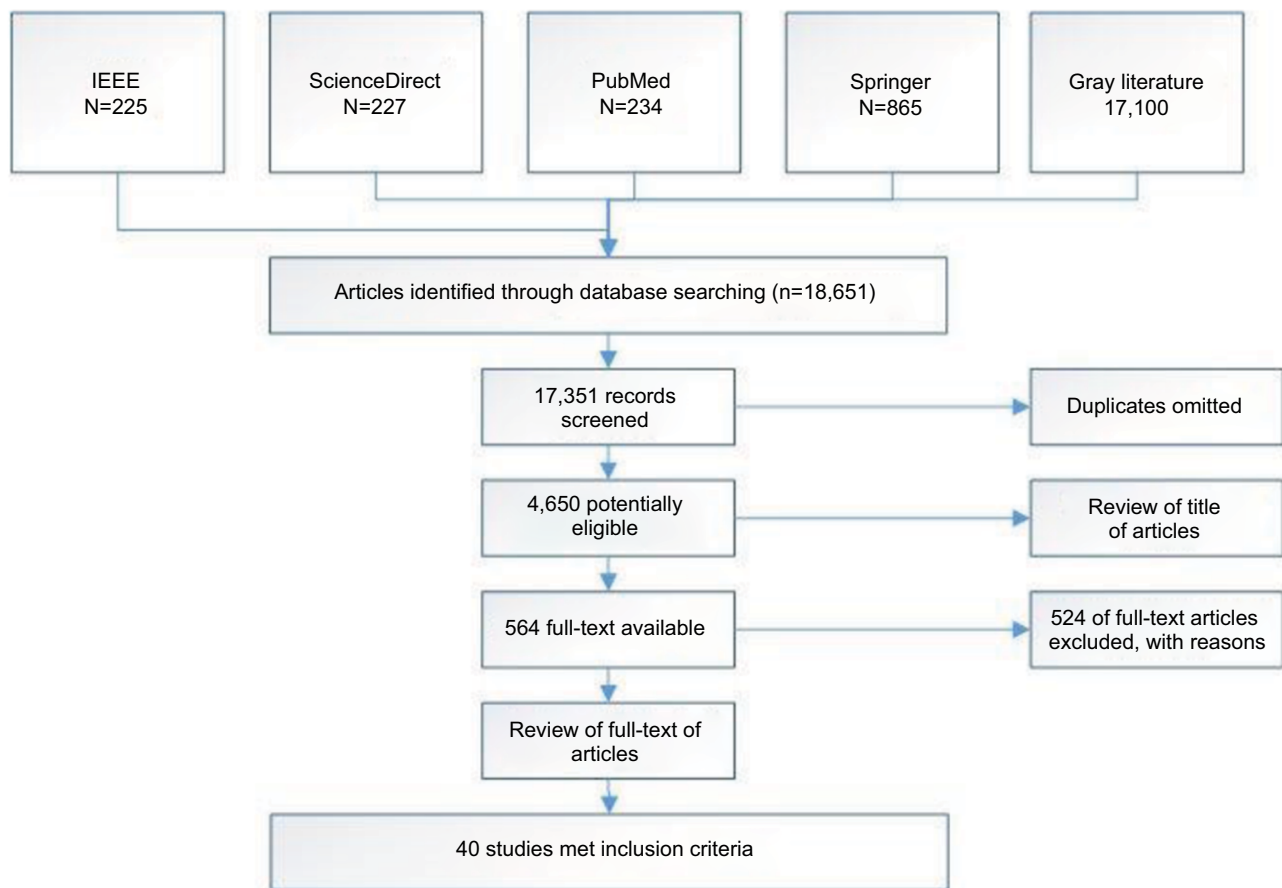 IEEE
N=225
ScienceDirect
N=227
PubMed
N=234
Springer
N=865
Gray literature
17,100
Articles identified through database searching (n=18,651)
17,351 records
screened
Duplicates omitted
4,650 potentially
eligible
Review of title
of articles
564 full-text available
524 of full-text articles
excluded, with reasons
Review of full-text of
articles
40 studies met inclusion criteria